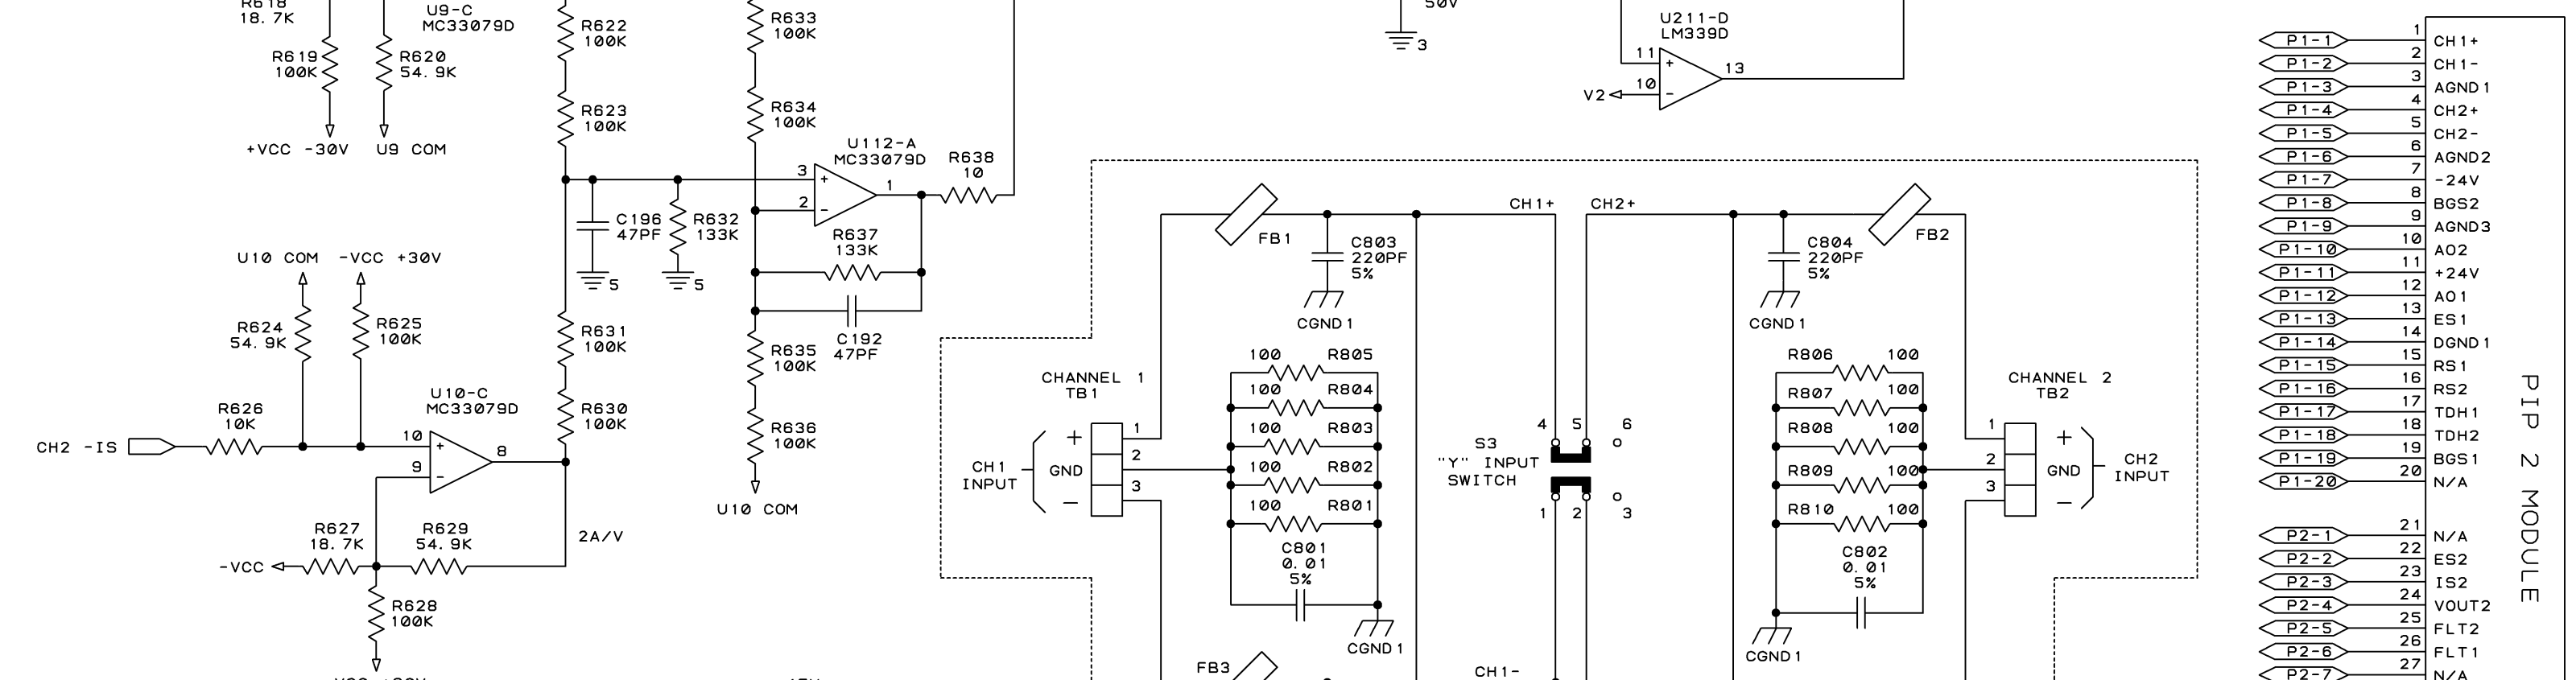 18.7K
U9-C
MC33079D
R619
100K
R620
54.9K
+VCC -30V
U9 COM
R622
100K
R623
100K
R633
100K
R634
100K
U112-A
MC33079D
3
+
2
-
1
R638
10
C196
47PF
5
R632
133K
5
R637
133K
C192
47PF
U10 COM
-VCC +30V
R624
54.9K
R625
100K
R631
100K
R630
100K
R635
100K
R636
100K
U10 COM
CH2 -IS
R626
10K
U10-C
MC33079D
10
+
9
-
8
R627
18.7K
R629
54.9K
-VCC
R628
100K
2A/V
50V
3
U211-D
LM339D
11
+
10
-
13
V2
CH1+
CH2+
FB1
C803
220PF
5%
CGND1
C804
220PF
5%
CGND1
FB2
CHANNEL 1
TB1
CH1
INPUT
+
GND
-
1
2
3
100 R805
100 R804
100 R803
100 R802
100 R801
C801
0.01
5%
CGND1
FB3
CH1-
S3
"Y" INPUT
SWITCH
4 5 6
1 2 3
R806 100
R807 100
R808 100
R809 100
R810 100
C802
0.01
5%
CGND1
CHANNEL 2
TB2
1
2
3
+
GND
-
CH2
INPUT
P1-1 1 CH1+
P1-2 2 CH1-
P1-3 3 AGND1
P1-4 4 CH2+
P1-5 5 CH2-
P1-6 6 AGND2
P1-7 7 -24V
P1-8 8 BGS2
P1-9 9 AGND3
P1-10 10 AO2
P1-11 11 +24V
P1-12 12 AO1
P1-13 13 ES1
P1-14 14 DGND1
P1-15 15 RS1
P1-16 16 RS2
P1-17 17 TDH1
P1-18 18 TDH2
P1-19 19 BGS1
P1-20 20 N/A
P2-1 21 N/A
P2-2 22 ES2
P2-3 23 IS2
P2-4 24 VOUT2
P2-5 25 FLT2
P2-6 26 FLT1
P2-7 27 N/A
PIP 2 MODULE